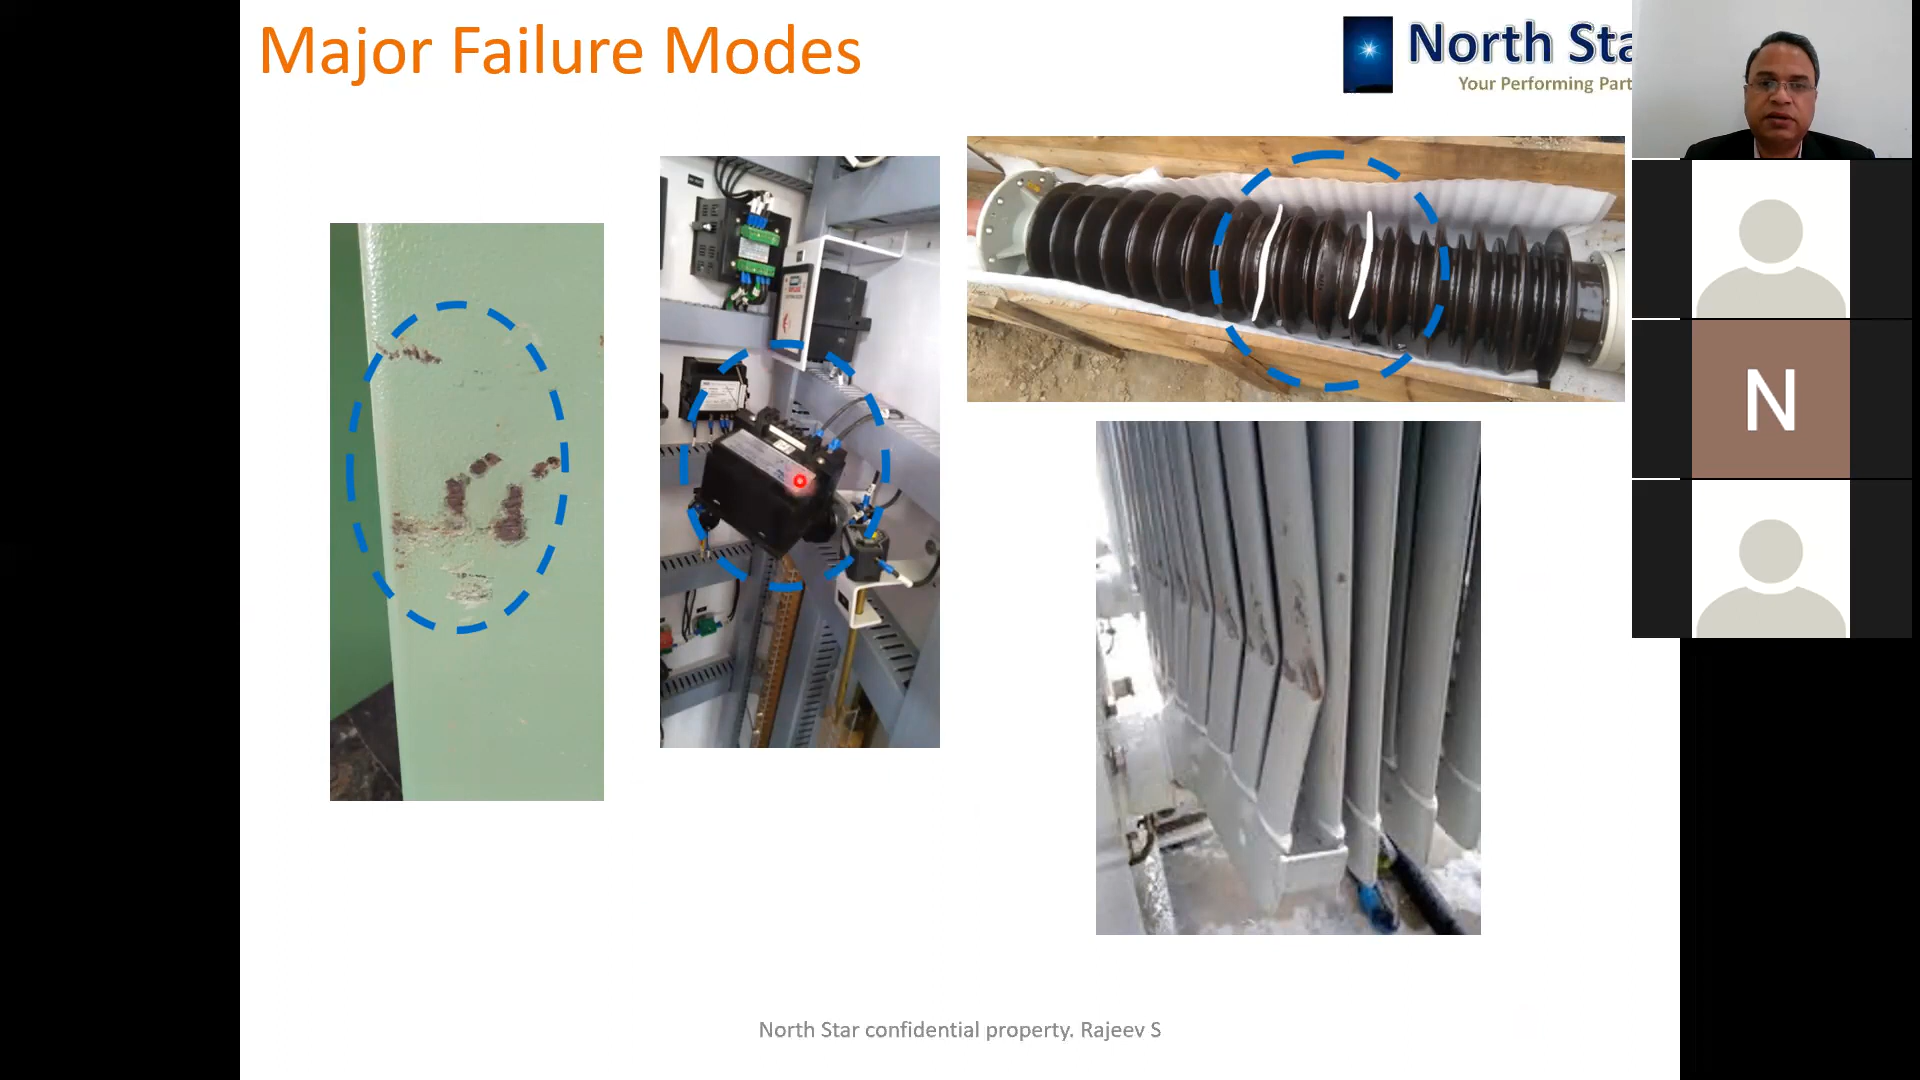 Major Failure Modes
North Sta
Your Performing Part
N
North Star confidential property. Rajeev S